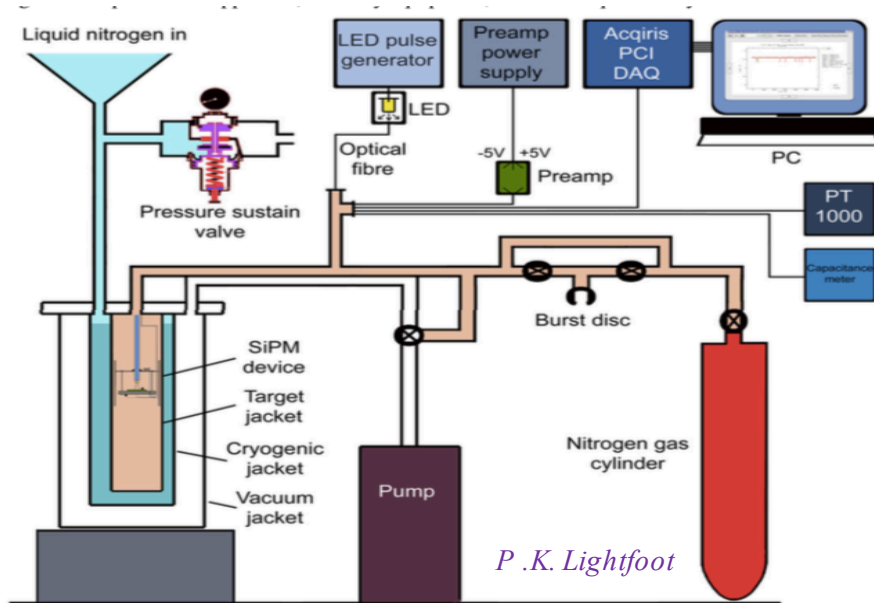 Liquid nitrogen in
LED pulse
generator
Preamp
power
supply
Acqiris
PCI
DAQ
LED
Optical
fibre
-5V
+5V
Preamp
PC
Pressure sustain
valve
PT
1000
Capacitance
meter
Burst disc
SiPM
device
Target
jacket
Cryogenic
jacket
Vacuum
jacket
Pump
Nitrogen gas
cylinder
P .K. Lightfoot